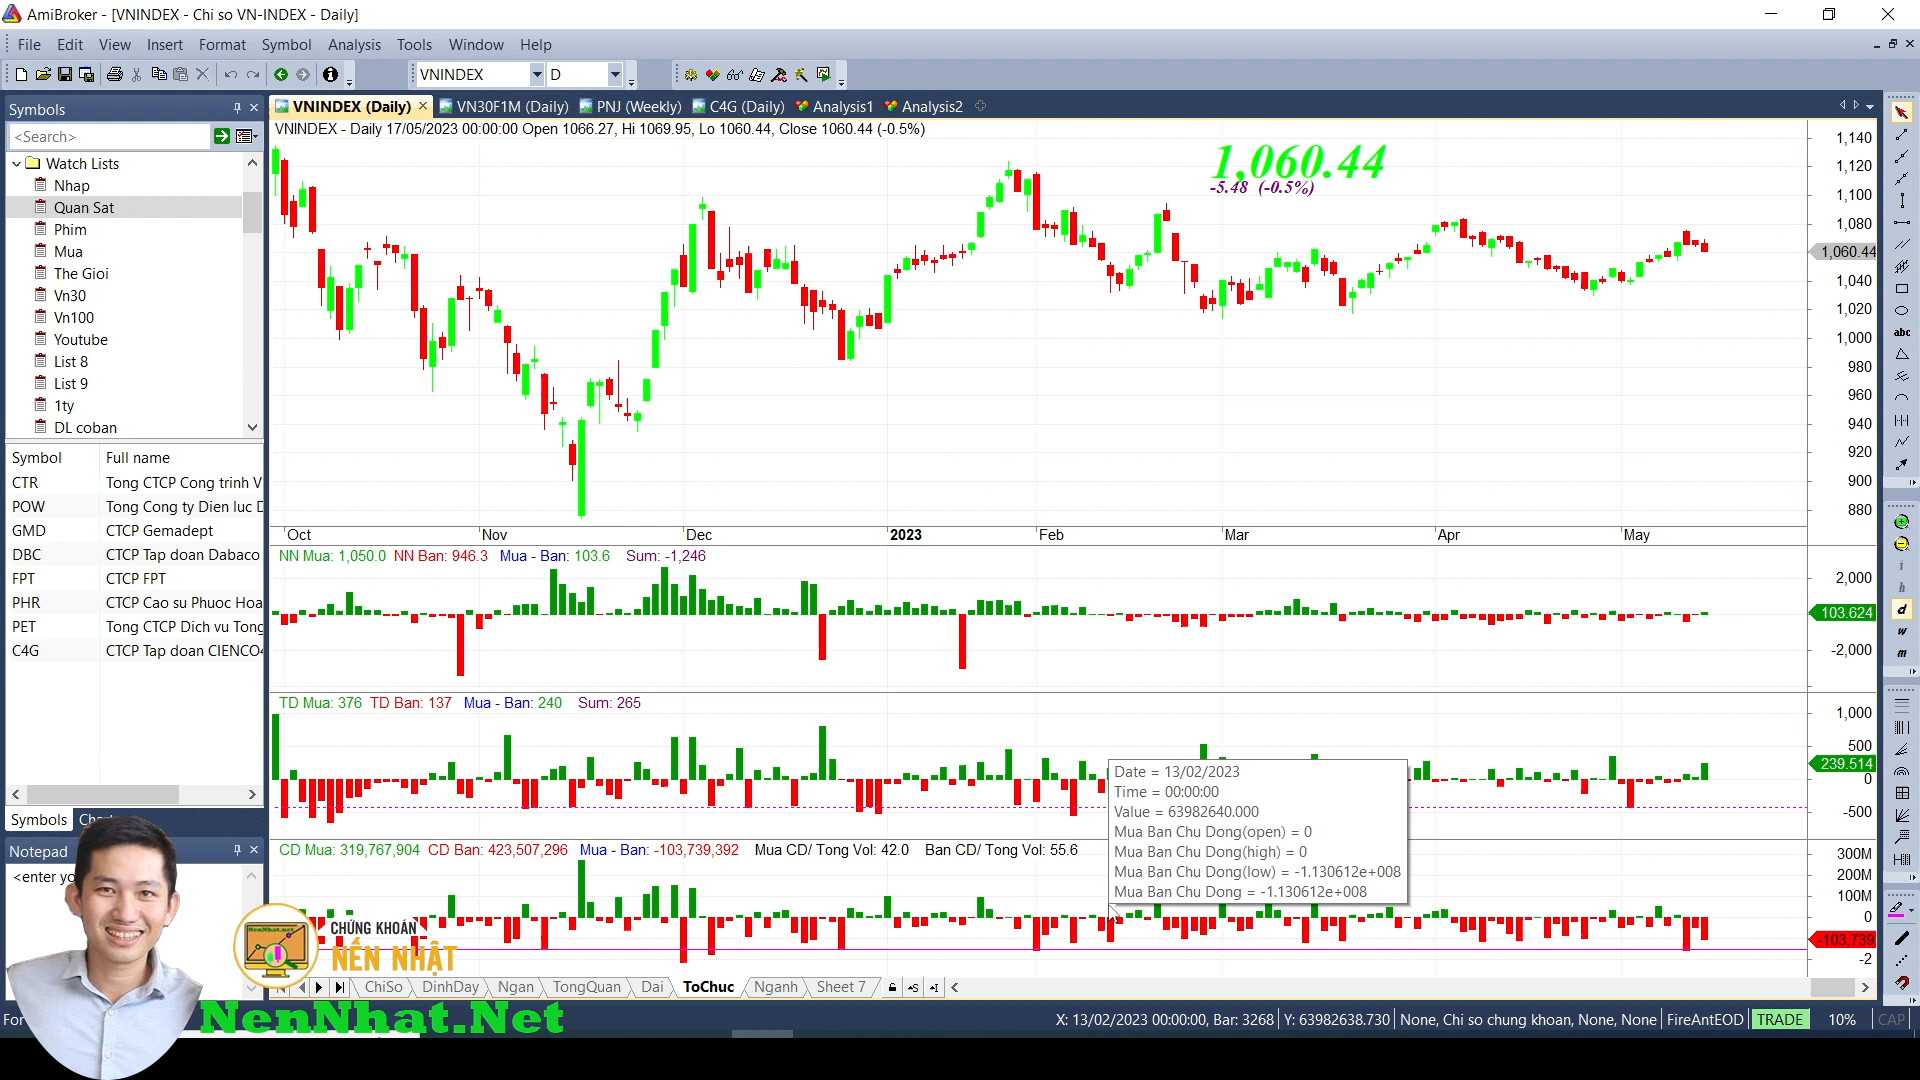 AmiBroker - [VNINDEX - Chi so VN-INDEX - Daily]
File Edit View Insert Format Symbol Analysis Tools Window Help
VNINDEX D
Symbols
<Search>
Watch Lists
Nhap
Quan Sat
Phim
Mua
The Gioi
Vn30
Vn100
Youtube
List 8
List 9
1ty
DL coban
Symbol Full name
CTR Tong CTCP Cong trinh V
POW Tong Cong ty Dien luc D
GMD CTCP Gemadept
DBC CTCP Tap doan Dabaco
FPT CTCP FPT
PHR CTCP Cao su Phuoc Hoa
PET Tong CTCP Dich vu Tong
C4G CTCP Tap doan CIENCO4
Symbols
Notepad
<enter yo
VNINDEX (Daily) VN30F1M (Daily) PNJ (Weekly) C4G (Daily) Analysis1 Analysis2
VNINDEX - Daily 17/05/2023 00:00:00 Open 1066.27, Hi 1069.95, Lo 1060.44, Close 1060.44 (-0.5%)
1,060.44
-5.48 (-0.5%)
1,140
1,120
1,100
1,080
1,060.44
1,040
1,020
1,000
980
960
940
920
900
880
Oct Nov Dec 2023 Feb Mar Apr May
NN Mua: 1,050.0 NN Ban: 946.3 Mua - Ban: 103.6 Sum: -1,246
2,000
103.624
-2,000
TD Mua: 376 TD Ban: 137 Mua - Ban: 240 Sum: 265
1,000
500
239.514
0
-500
CD Mua: 319,767,904 CD Ban: 423,507,296 Mua - Ban: -103,739,392 Mua CD/ Tong Vol: 42.0 Ban CD/ Tong Vol: 55.6
300M
200M
100M
0
-103,739
-2
Date = 13/02/2023
Time = 00:00:00
Value = 63982640.000
Mua Ban Chu Dong(open) = 0
Mua Ban Chu Dong(high) = 0
Mua Ban Chu Dong(low) = -1.130612e+008
Mua Ban Chu Dong = -1.130612e+008
abc
i
h
d
w
m
NenNhat.net
CHỨNG KHOÁN
NẾN NHẬT
ChiSo DinhDay Ngan TongQuan Dai ToChuc Nganh Sheet 7
NenNhat.Net
For
X: 13/02/2023 00:00:00, Bar: 3268 Y: 63982638.730 None, Chi so chung khoan, None, None FireAntEOD TRADE 10% CAP